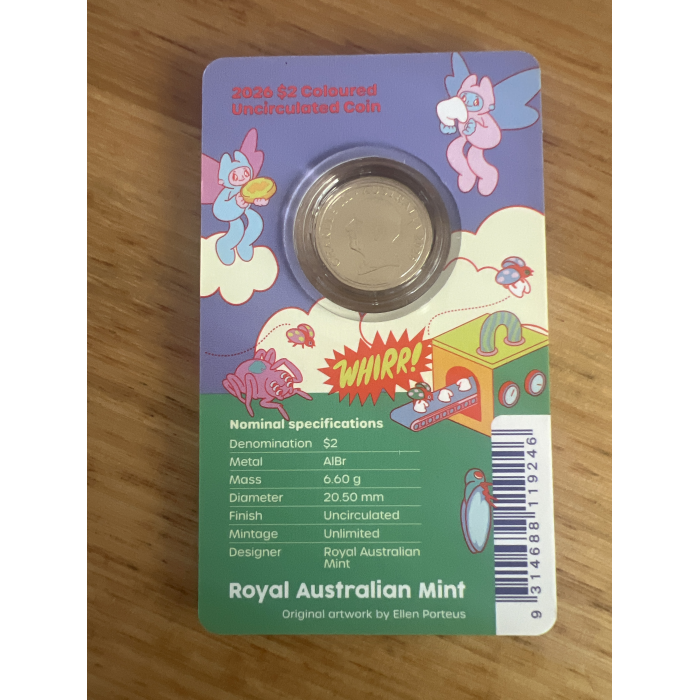 2026 $2 Coloured
Uncirculated Coin
WHIRR!
Nominal specifications
Denomination $2
Metal AlBr
Mass 6.60 g
Diameter 20.50 mm
Finish Uncirculated
Mintage Unlimited
Designer Royal Australian
Mint
Royal Australian Mint
Original artwork by Ellen Porteus
9 314688 119246